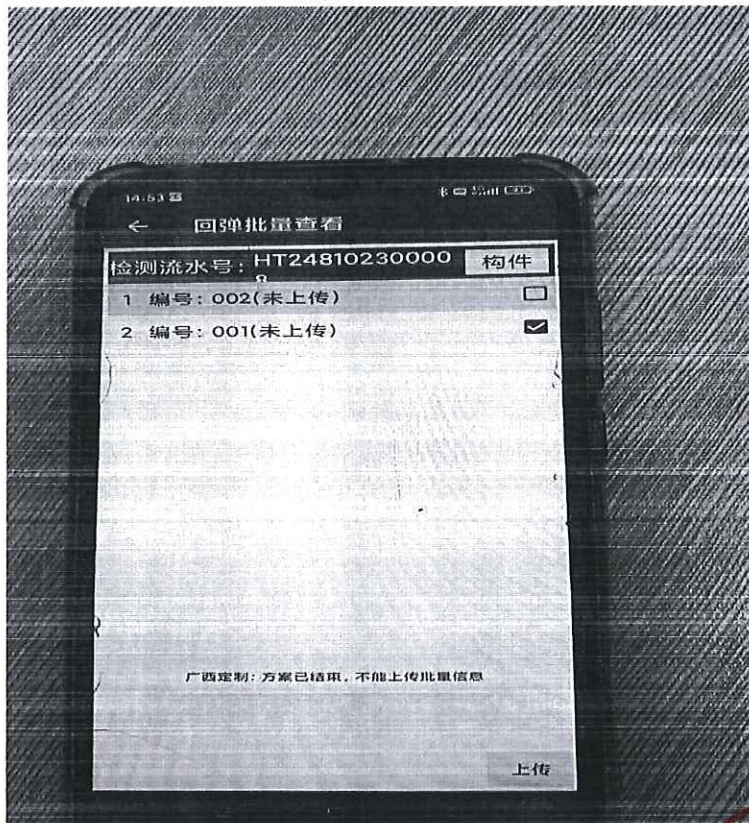 14:53
← 回弹批量查看
检测流水号: HT24810230000 构件
8
1 编号: 002(未上传)
2 编号: 001(未上传)
广西定制: 方案已结束, 不能上传批量信息
上传